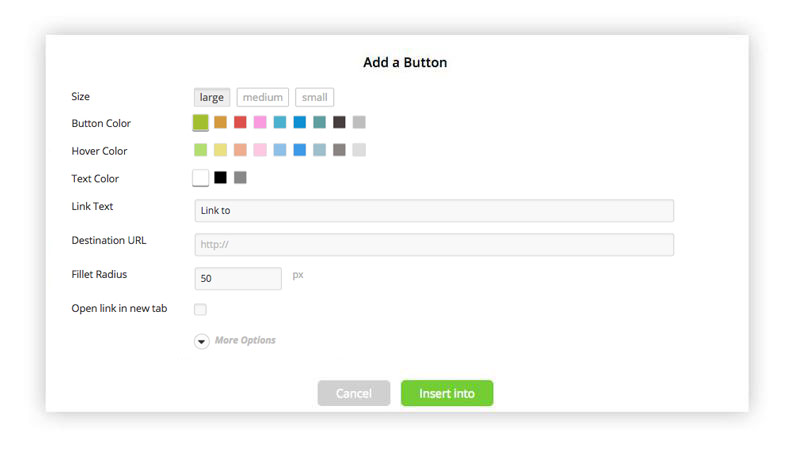 Add a Button
Size large medium small
Button Color
Hover Color
Text Color
Link Text Link to
Destination URL http://
Fillet Radius 50 px
Open link in new tab
More Options
Cancel Insert into